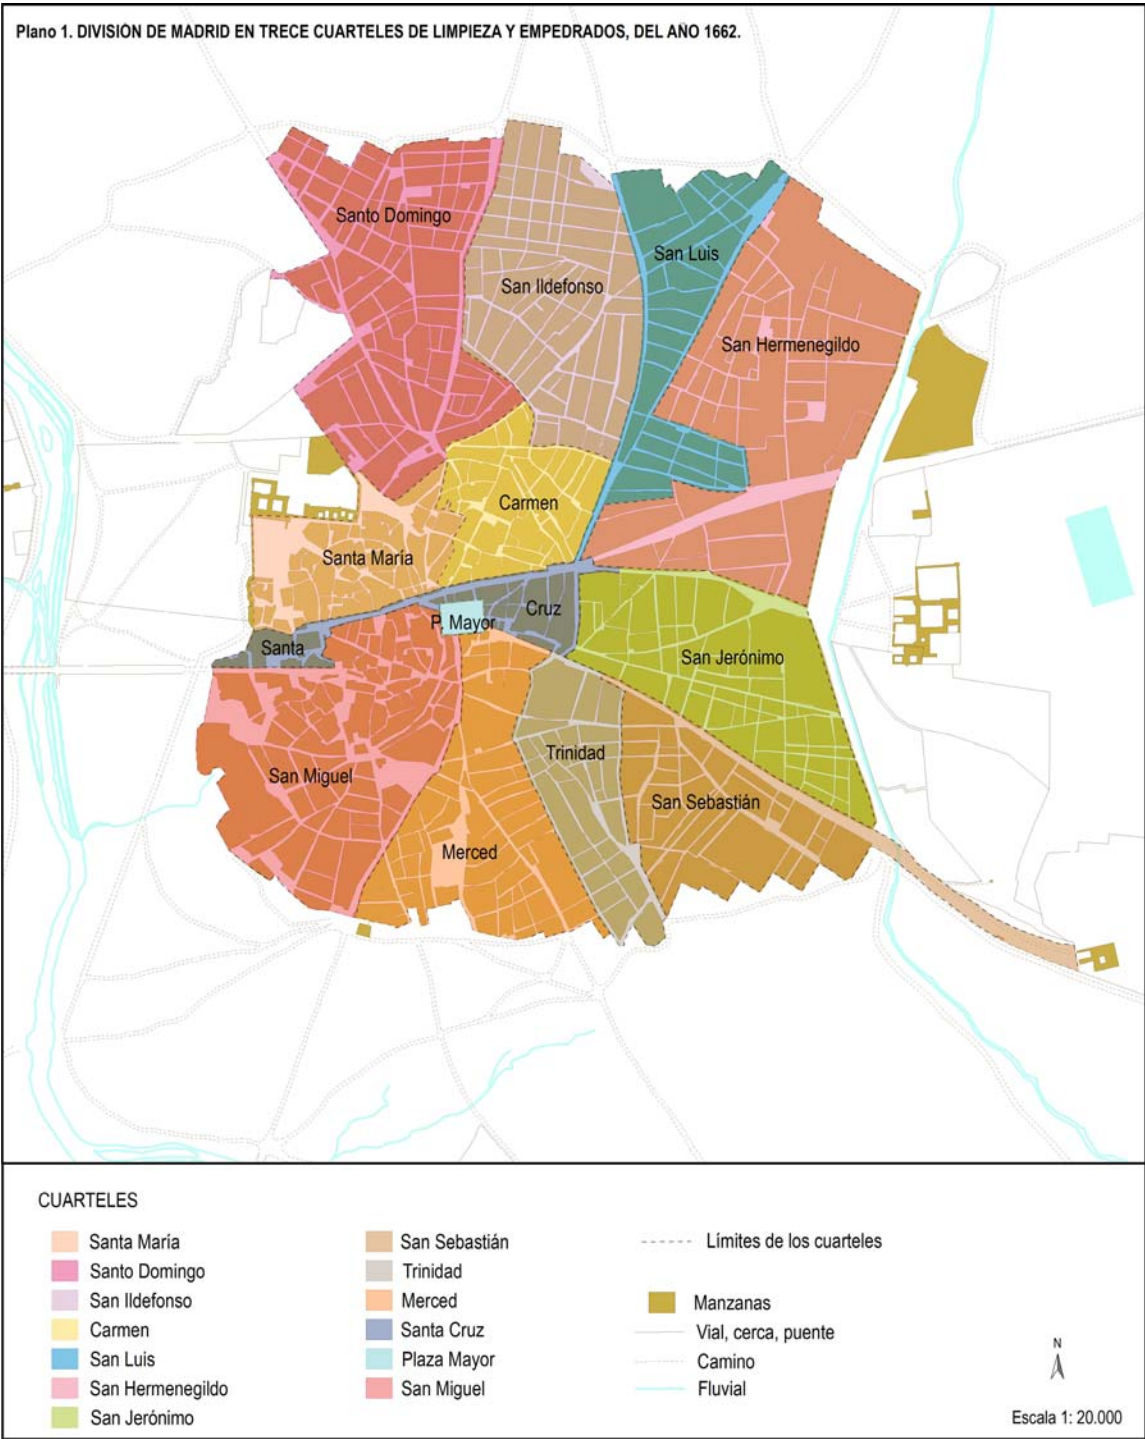 Plano 1. DIVISIÓN DE MADRID EN TRECE CUARTELES DE LIMPIEZA Y EMPEDRADOS, DEL AÑO 1662.
Santo Domingo
San Luis
San Ildefonso
San Hermenegildo
Carmen
Santa María
Cruz
P. Mayor
Santa
San Jerónimo
Trinidad
San Miguel
San Sebastián
Merced
CUARTELES
Santa María
Santo Domingo
San Ildefonso
Carmen
San Luis
San Hermenegildo
San Jerónimo
San Sebastián
Trinidad
Merced
Santa Cruz
Plaza Mayor
San Miguel
Límites de los cuarteles
Manzanas
Vial, cerca, puente
Camino
Fluvial
N
Escala 1: 20.000